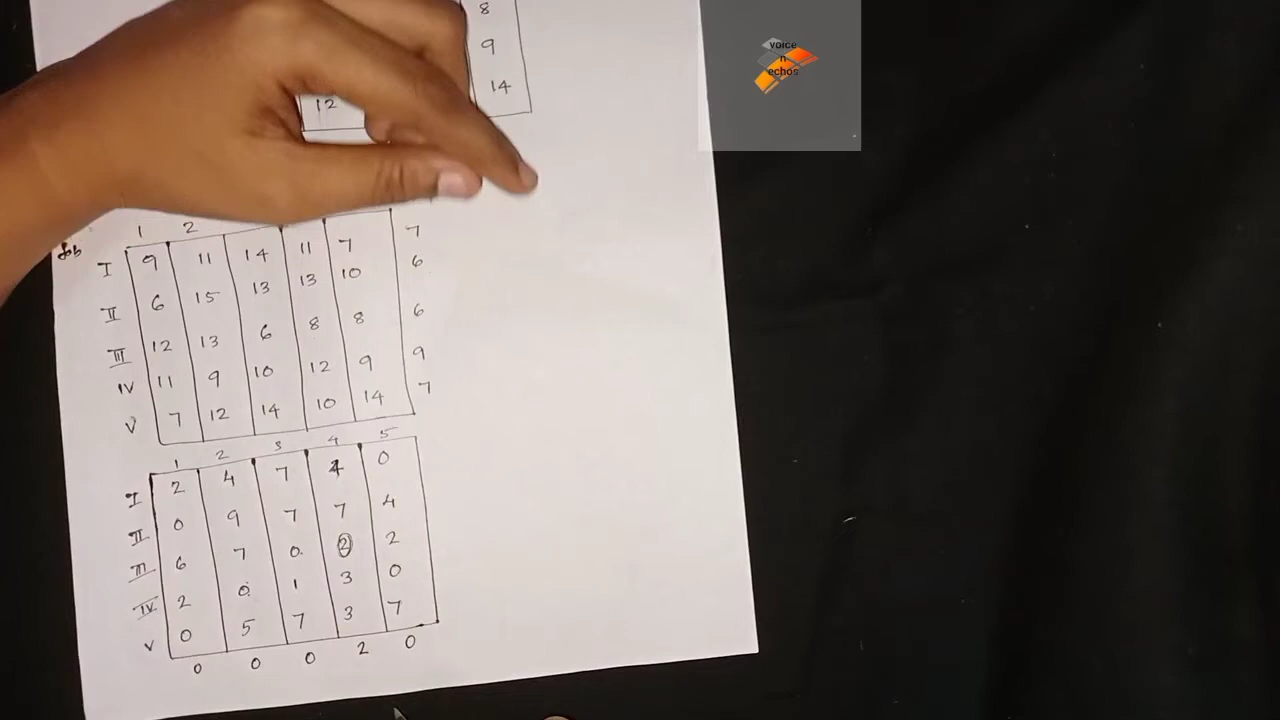 8
9
14
12
voice
n
echos
1 2
Job
I 9 11 14 11 7 7
II 6 15 13 13 10 6
III 12 13 6 8 8 6
IV 11 9 10 12 9 9
V 7 12 14 10 14 7
1 2 3 4 5
I 2 4 7 4 0
II 0 9 7 7 4
III 6 7 0 2 2
IV 2 0 1 3 0
V 0 5 7 3 7
0 0 0 2 0